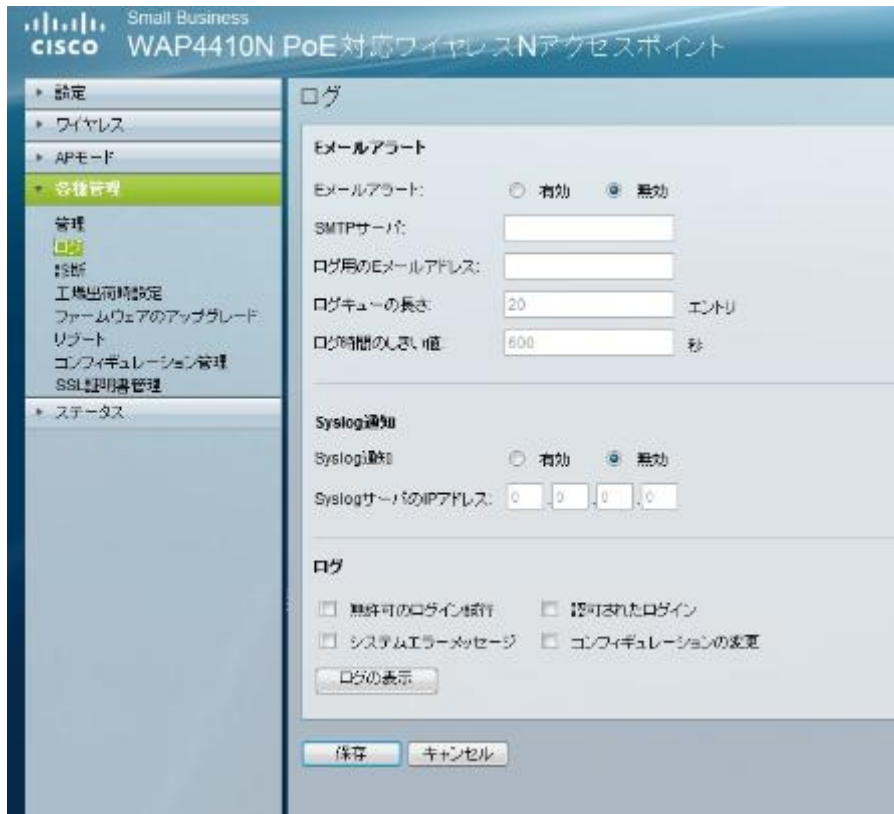 Small Business
CISCO WAP4410N PoE対応ワイヤレスNアクセスポイント
設定
ワイヤレス
APモード
各種管理
管理
ログ
診断
工場出荷時設定
ファームウェアのアップグレード
リブート
コンフィギュレーション管理
SSL証明書管理
ステータス
ログ
Eメールアラート
Eメールアラート: 有効 無効
SMTPサーバ:
ログ用のEメールアドレス:
ログキューの長さ: 20 エントリ
ログ時間のしきい値: 600 秒
Syslog通知
Syslog通知 有効 無効
SyslogサーバのIPアドレス: 0 .0 .0 .0
ログ
無許可のログイン試行 認可されたログイン
システムエラーメッセージ コンフィギュレーションの変更
ログの表示
保存 キャンセル